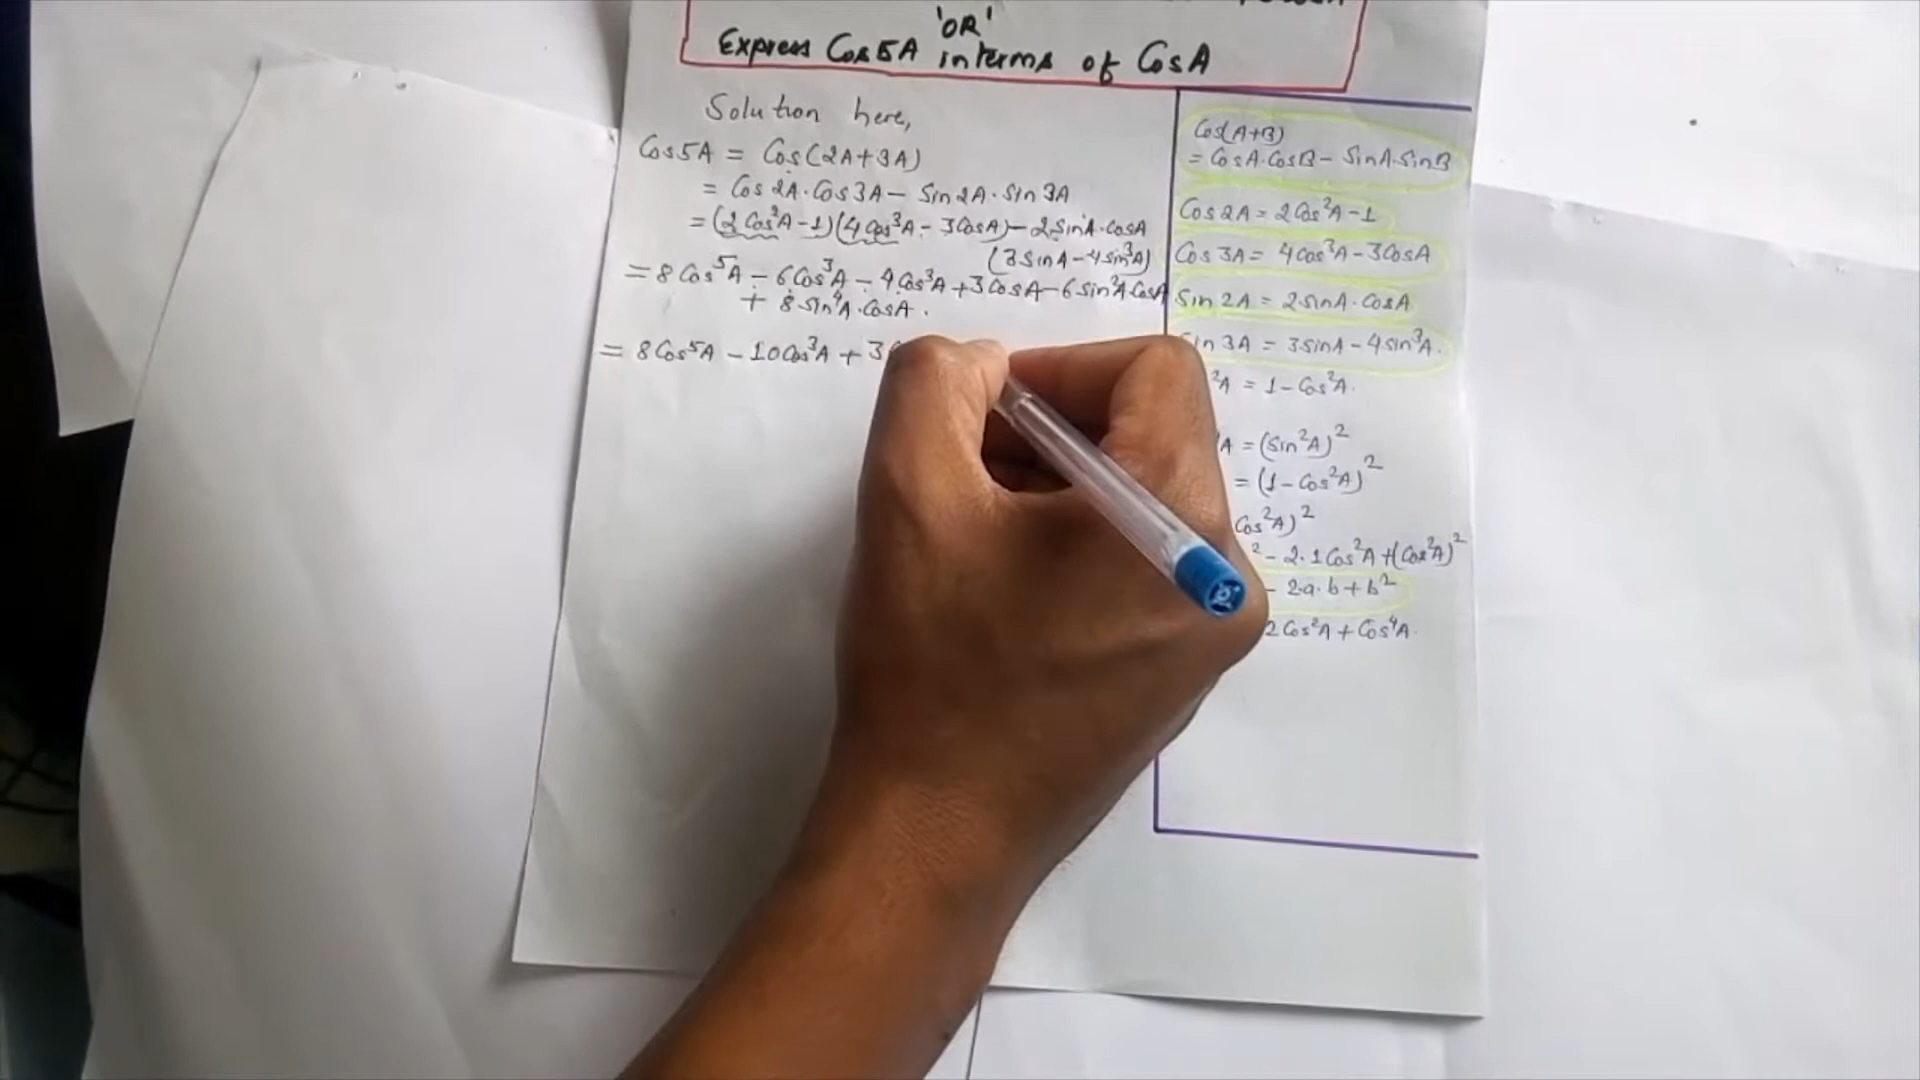 'OR'
Express Cos5A interms of CosA
Solution here,
Cos5A = Cos(2A+3A)
= Cos2A·Cos3A – Sin2A·Sin3A
= (2Cos²A – 1)(4Cos³A – 3CosA) – 2SinA·CosA
(3SinA – 4Sin³A)
= 8Cos⁵A – 6Cos³A – 4Cos³A + 3CosA – 6Sin²A·CosA
+ 8Sin⁴A·CosA.
= 8Cos⁵A – 10Cos³A + 3
Cos(A+B)
= CosA·CosB – SinA·SinB
Cos2A = 2Cos²A – 1
Cos3A = 4Cos³A – 3CosA
Sin2A = 2SinA·CosA
in3A = 3SinA – 4Sin³A.
²A = 1 – Cos²A.
A = (Sin²A)²
= (1 – Cos²A)²
Cos²A)²
² – 2·1Cos²A + (Cos²A)²
– 2·a·b + b²
2Cos²A + Cos⁴A.